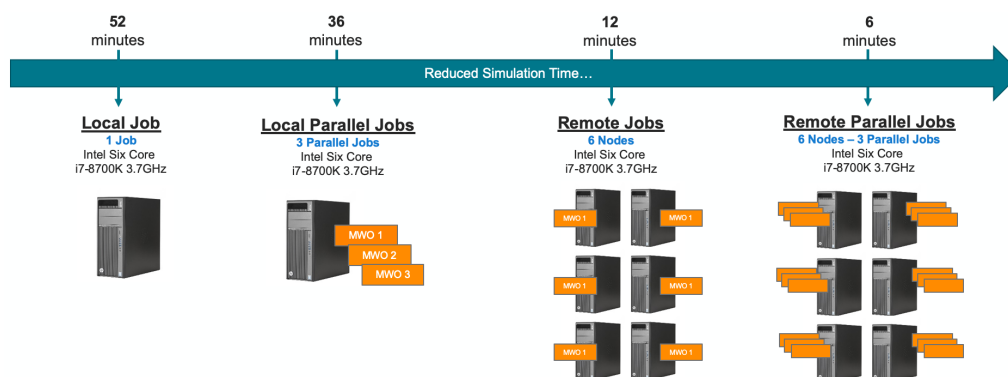 52
minutes
36
minutes
12
minutes
6
minutes
Reduced Simulation Time…
Local Job
1 Job
Intel Six Core
i7-8700K 3.7GHz
Local Parallel Jobs
3 Parallel Jobs
Intel Six Core
i7-8700K 3.7GHz
MWO 1
MWO 2
MWO 3
Remote Jobs
6 Nodes
Intel Six Core
i7-8700K 3.7GHz
MWO 1
MWO 1
MWO 1
MWO 1
MWO 1
MWO 1
Remote Parallel Jobs
6 Nodes – 3 Parallel Jobs
Intel Six Core
i7-8700K 3.7GHz